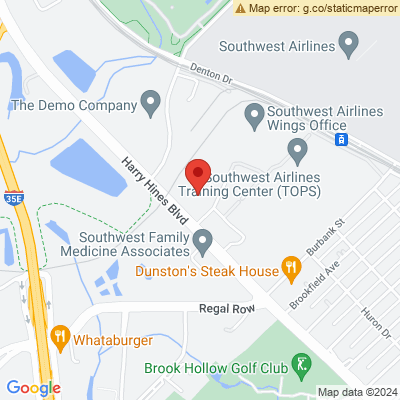 Map error: g.co/staticmaperror
Southwest Airlines
Denton Dr
The Demo Company
Southwest Airlines
Wings Office
Harry Hines Blvd
Southwest Airlines
Training Center (TOPS)
35E
Southwest Family
Medicine Associates
Burbank St
Dunston's Steak House
Brookfield Ave
Regal Row
Huron Dr
Whataburger
Brook Hollow Golf Club
Google
Map data ©2024